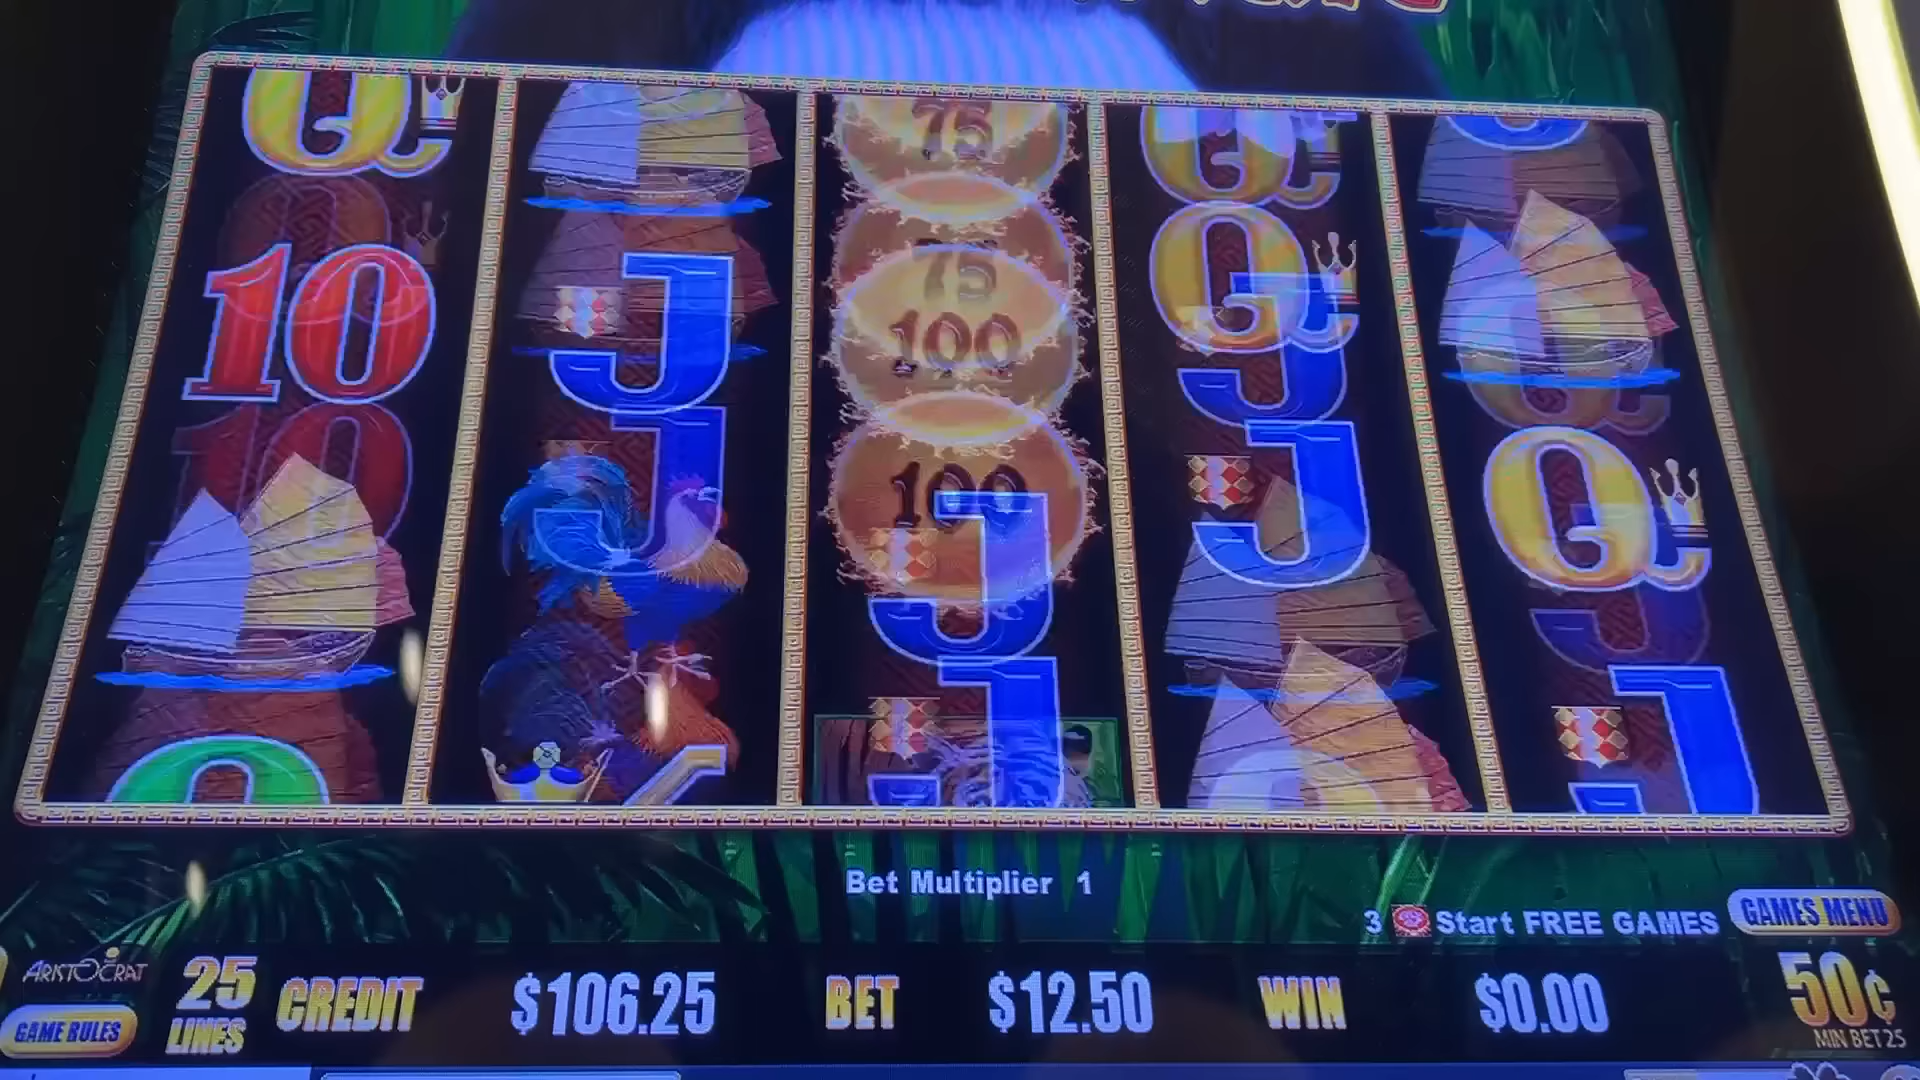 Q Q
75
Q
75
10 J 100 Q
10 J 100 J J Q
J
J
Bet Multiplier 1
3 Start FREE GAMES GAMES MENU
ARISTOCRAT 25 LINES CREDIT $106.25 BET $12.50 WIN $0.00 50¢
GAME RULES MIN BET 25